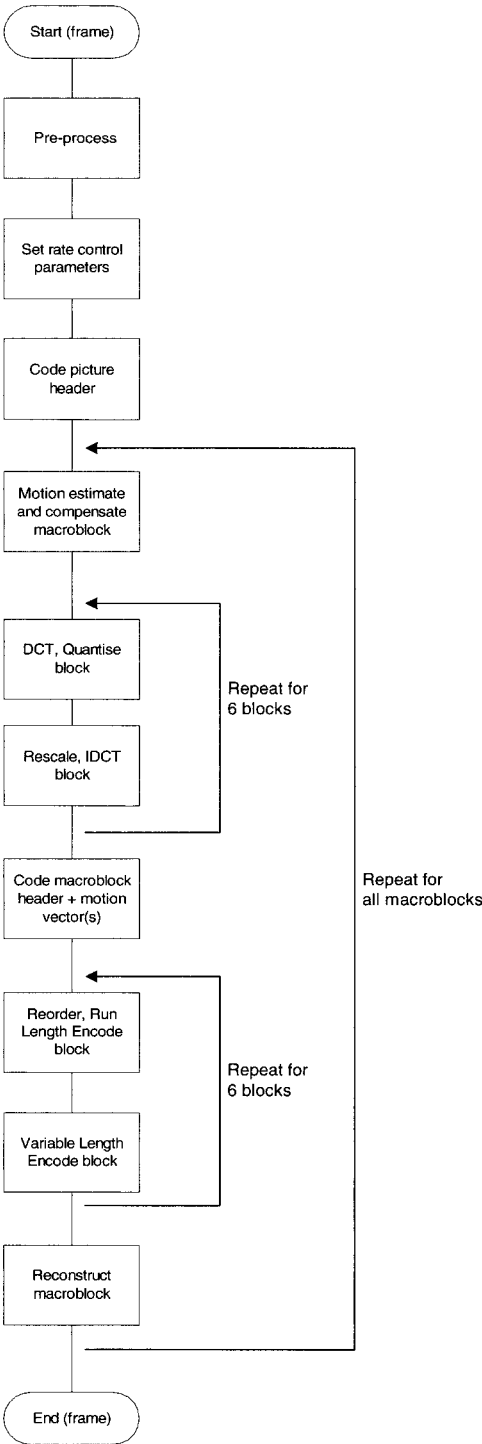 Start (frame)
Pre-process
Set rate control
parameters
Code picture
header
Motion estimate
and compensate
macroblock
DCT, Quantise
block
Repeat for
6 blocks
Rescale, IDCT
block
Code macroblock
header + motion
vector(s)
Repeat for
all macroblocks
Reorder, Run
Length Encode
block
Repeat for
6 blocks
Variable Length
Encode block
Reconstruct
macroblock
End (frame)